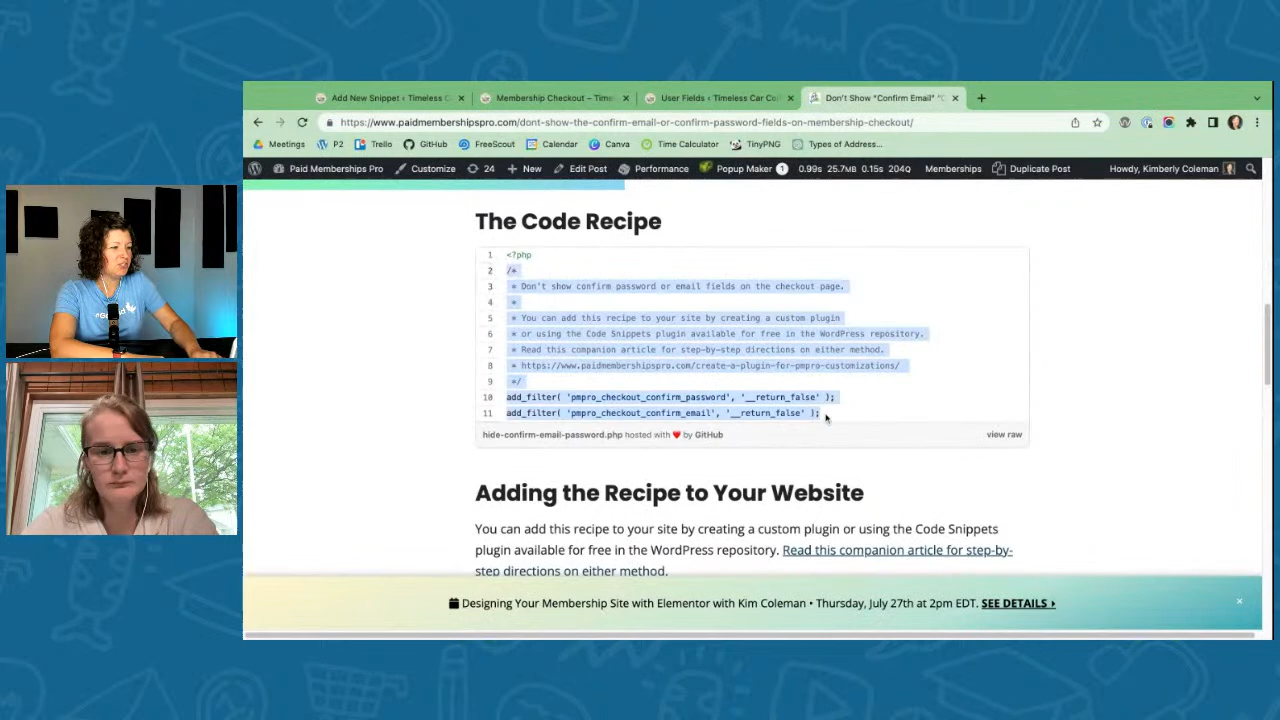 Add New Snippet ‹ Timeless C
Membership Checkout – Time
User Fields ‹ Timeless Car Col
Don't Show "Confirm Email" "C
https://www.paidmembershipspro.com/dont-show-the-confirm-email-or-confirm-password-fields-on-membership-checkout/
Meetings P2 Trello GitHub FreeScout Calendar Canva Time Calculator TinyPNG Types of Address...
Paid Memberships Pro Customize 24 New Edit Post Performance Popup Maker 1 0.99s 25.7MB 0.15s 204Q Memberships Duplicate Post Howdy, Kimberly Coleman
The Code Recipe
1 <?php
2 /*
3 * Don't show confirm password or email fields on the checkout page.
4 *
5 * You can add this recipe to your site by creating a custom plugin
6 * or using the Code Snippets plugin available for free in the WordPress repository.
7 * Read this companion article for step-by-step directions on either method.
8 * https://www.paidmembershipspro.com/create-a-plugin-for-pmpro-customizations/
9 */
10 add_filter( 'pmpro_checkout_confirm_password', '__return_false' );
11 add_filter( 'pmpro_checkout_confirm_email', '__return_false' );
hide-confirm-email-password.php hosted with ❤ by GitHub view raw
Adding the Recipe to Your Website
You can add this recipe to your site by creating a custom plugin or using the Code Snippets
plugin available for free in the WordPress repository. Read this companion article for step-by-
step directions on either method.
Designing Your Membership Site with Elementor with Kim Coleman • Thursday, July 27th at 2pm EDT. SEE DETAILS ›